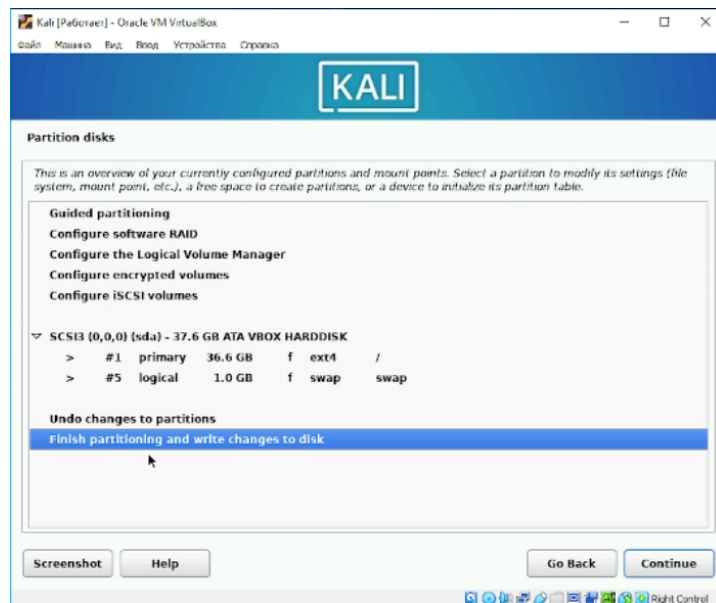 Kali [Работает] - Oracle VM VirtualBox
Файл Машина Вид Ввод Устройства Справка
KALI
Partition disks
This is an overview of your currently configured partitions and mount points. Select a partition to modify its settings (file
system, mount point, etc.), a free space to create partitions, or a device to initialize its partition table.
Guided partitioning
Configure software RAID
Configure the Logical Volume Manager
Configure encrypted volumes
Configure iSCSI volumes
SCSI3 (0,0,0) (sda) - 37.6 GB ATA VBOX HARDDISK
> #1 primary 36.6 GB f ext4 /
> #5 logical 1.0 GB f swap swap
Undo changes to partitions
Finish partitioning and write changes to disk
Screenshot Help Go Back Continue
Right Control